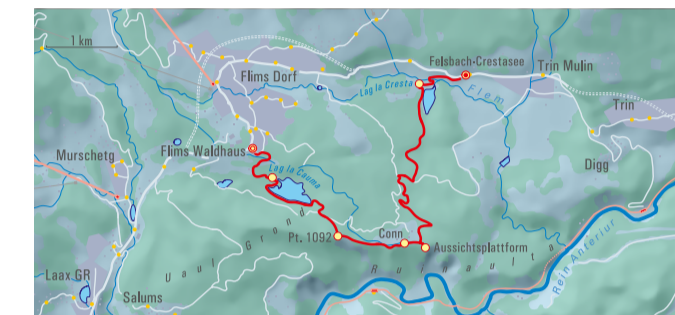 1 km
Felsbach-Crestasee
Trin Mulin
Flims Dorf
Lag la Cresta
Flem
Trin
Murschetg
Flims Waldhaus
Lag la Cauma
Digg
Uaul Grond
Pt. 1092
Conn
Aussichtsplattform
Ruinaulta
Rein Anteriur
Laax GR
Salums